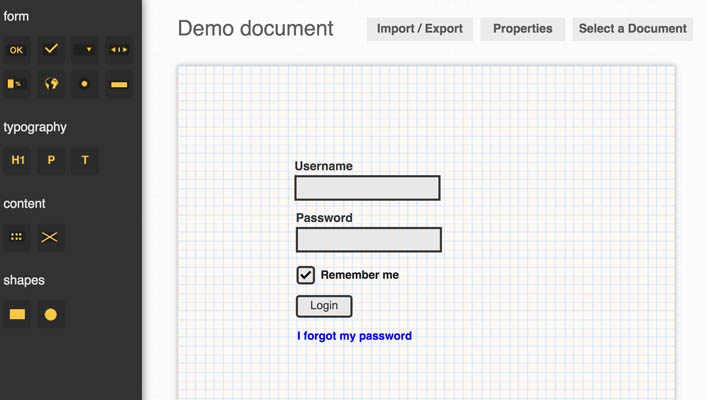 form
OK
%
typography
H1 P T
content
shapes
Demo document
Import / Export
Properties
Select a Document
Username
Password
Remember me
Login
I forgot my password